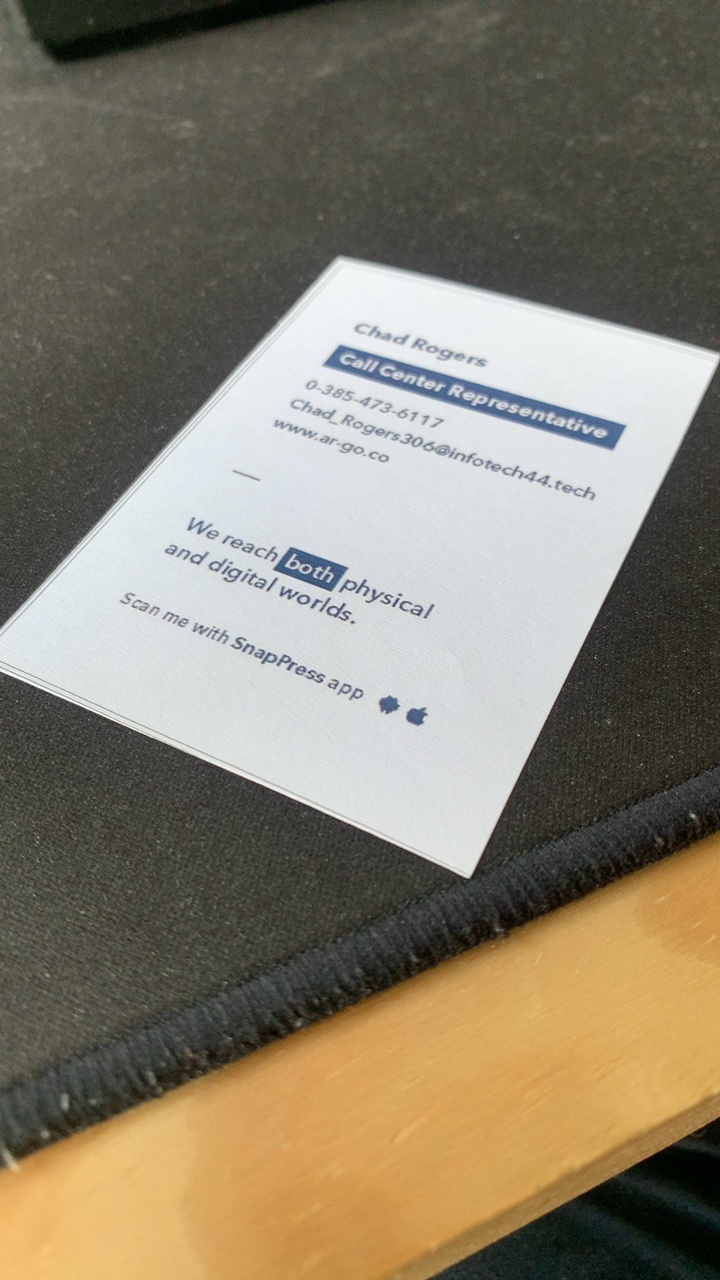 Chad Rogers
Call Center Representative
0-385-473-6117
Chad_Rogers306@infotech44.tech
www.ar-go.co
We reach both physical
and digital worlds.
Scan me with SnapPress app